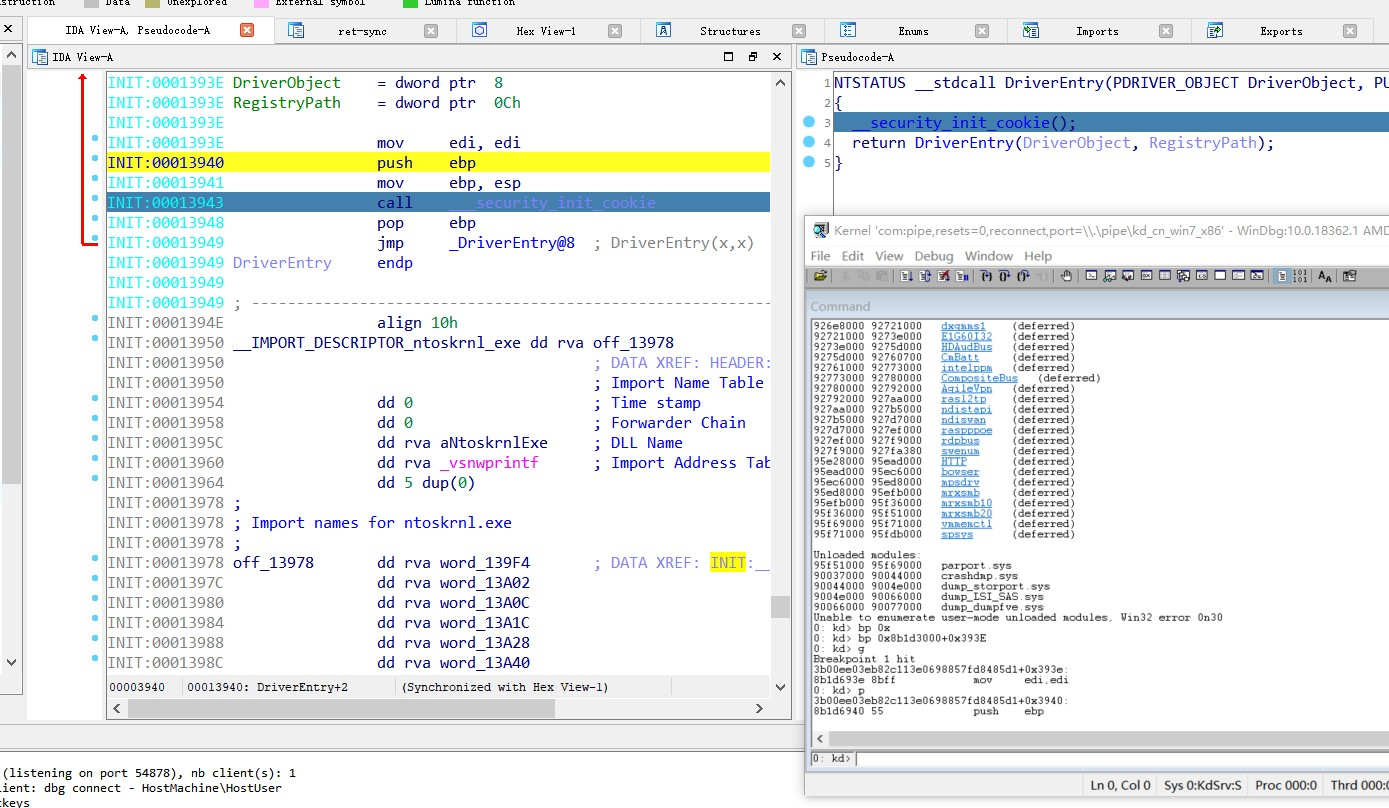 struction Data Unexplored External symbol Lumina function
IDA View-A, Pseudocode-A ret-sync Hex View-1 Structures Enums Imports Exports
IDA View-A
INIT:0001393E DriverObject = dword ptr 8
INIT:0001393E RegistryPath = dword ptr 0Ch
INIT:0001393E
INIT:0001393E mov edi, edi
INIT:00013940 push ebp
INIT:00013941 mov ebp, esp
INIT:00013943 call ___security_init_cookie
INIT:00013948 pop ebp
INIT:00013949 jmp _DriverEntry@8 ; DriverEntry(x,x)
INIT:00013949 DriverEntry endp
INIT:00013949
INIT:00013949 ; ---------------------------------------------------------
INIT:0001394E align 10h
INIT:00013950 __IMPORT_DESCRIPTOR_ntoskrnl_exe dd rva off_13978
INIT:00013950 ; DATA XREF: HEADER:
INIT:00013950 ; Import Name Table
INIT:00013954 dd 0 ; Time stamp
INIT:00013958 dd 0 ; Forwarder Chain
INIT:0001395C dd rva aNtoskrnlExe ; DLL Name
INIT:00013960 dd rva _vsnwprintf ; Import Address Tab
INIT:00013964 dd 5 dup(0)
INIT:00013978 ;
INIT:00013978 ; Import names for ntoskrnl.exe
INIT:00013978 ;
INIT:00013978 off_13978 dd rva word_139F4 ; DATA XREF: INIT:__
INIT:0001397C dd rva word_13A02
INIT:00013980 dd rva word_13A0C
INIT:00013984 dd rva word_13A1C
INIT:00013988 dd rva word_13A28
INIT:0001398C dd rva word_13A40
00003940 00013940: DriverEntry+2 (Synchronized with Hex View-1)
(listening on port 54878), nb client(s): 1
lient: dbg connect - HostMachine\HostUser
keys
Pseudocode-A
1 NTSTATUS __stdcall DriverEntry(PDRIVER_OBJECT DriverObject, PU
2 {
3 __security_init_cookie();
4 return DriverEntry(DriverObject, RegistryPath);
5 }
Kernel 'com:pipe,resets=0,reconnect,port=\\.\pipe\kd_cn_win7_x86' - WinDbg:10.0.18362.1 AMD
File Edit View Debug Window Help
Command
926e8000 92721000 dxgmms1 (deferred)
92721000 9273e000 E1G60I32 (deferred)
9273e000 9275d000 HDAudBus (deferred)
9275d000 92760700 CmBatt (deferred)
92761000 92773000 intelppm (deferred)
92773000 92780000 CompositeBus (deferred)
92780000 92792000 AgileVpn (deferred)
92792000 927aa000 rasl2tp (deferred)
927aa000 927b5000 ndistapi (deferred)
927b5000 927d7000 ndiswan (deferred)
927d7000 927ef000 raspppoe (deferred)
927ef000 927f9000 rdpbus (deferred)
927f9000 927fa380 swenum (deferred)
95e28000 95ead000 HTTP (deferred)
95ead000 95ec6000 bowser (deferred)
95ec6000 95ed8000 mpsdrv (deferred)
95ed8000 95efb000 mrxsmb (deferred)
95efb000 95f36000 mrxsmb10 (deferred)
95f36000 95f51000 mrxsmb20 (deferred)
95f69000 95f71000 vmmemctl (deferred)
95f71000 95fdb000 spsys (deferred)
Unloaded modules:
95f51000 95f69000 parport.sys
90037000 90044000 crashdmp.sys
90044000 9004e000 dump_storport.sys
9004e000 90066000 dump_LSI_SAS.sys
90066000 90077000 dump_dumpfve.sys
Unable to enumerate user-mode unloaded modules, Win32 error 0n30
0: kd> bp 0x
0: kd> bp 0x8b1d3000+0x393E
0: kd> g
Breakpoint 1 hit
3b00ee03eb82c113e0698857fd8485d1+0x393e:
8b1d693e 8bff mov edi,edi
0: kd> p
3b00ee03eb82c113e0698857fd8485d1+0x3940:
8b1d6940 55 push ebp
0: kd>
Ln 0, Col 0 Sys 0:KdSrv:S Proc 000:0 Thrd 000:0